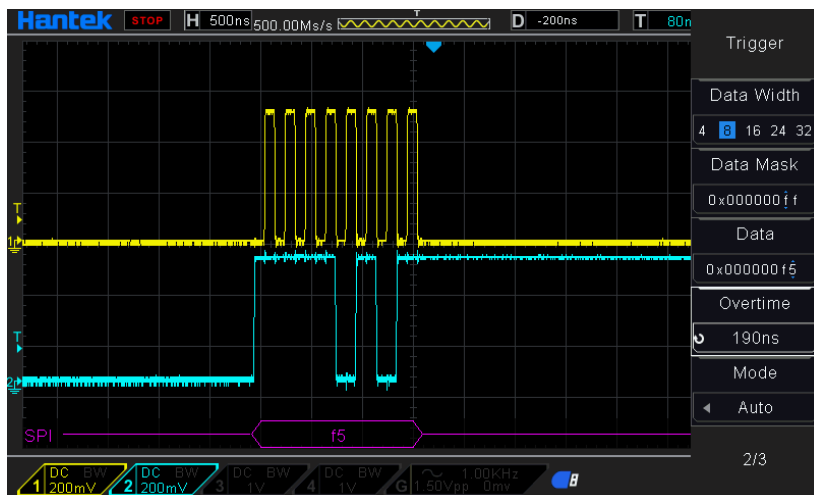 Hantek STOP H 500ns 500.00Ms/s T D -200ns T 80n
Trigger
Data Width
4 8 16 24 32
Data Mask
0x000000ff
Data
0x000000f5
Overtime
190ns
Mode
Auto
2/3
T
1
T
2
SPI f5
1 DC BW 200mV 2 DC BW 200mV 3 DC BW 1V 4 DC BW 1V G 1.00KHz 1.50Vpp 0mv